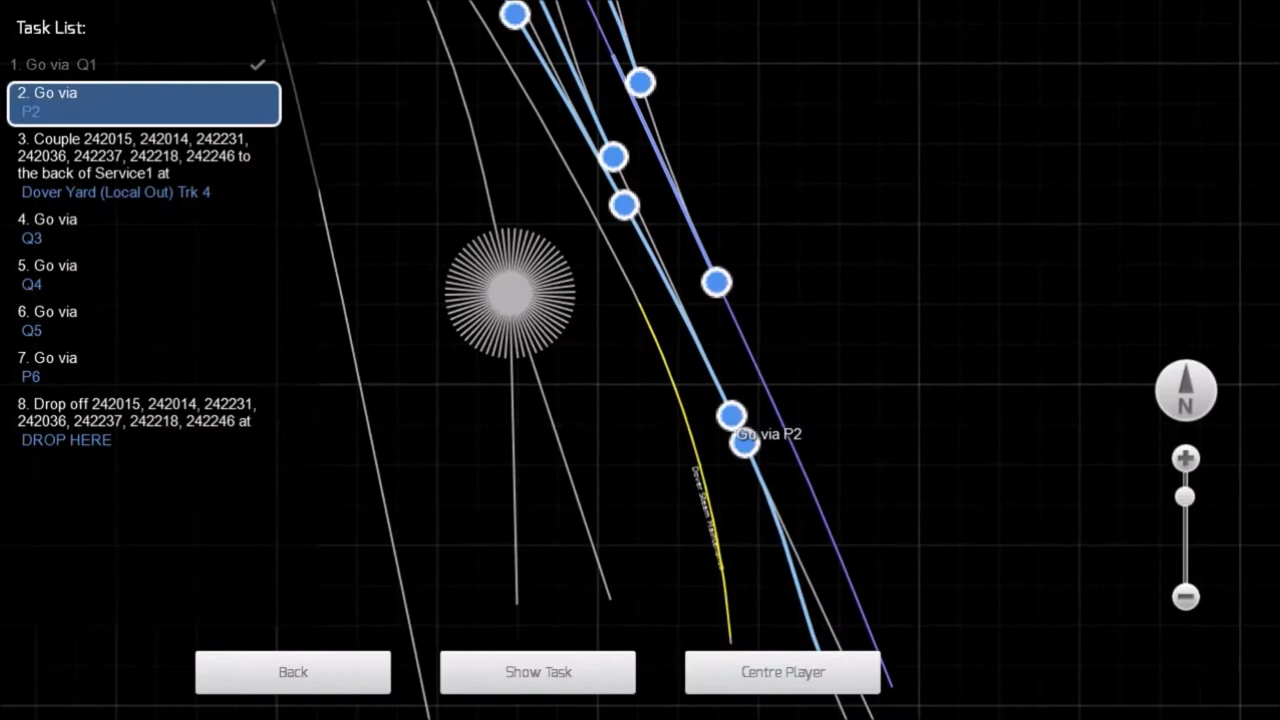 Task List:
1. Go via Q1
2. Go via
P2
3. Couple 242015, 242014, 242231,
242036, 242237, 242218, 242246 to
the back of Service1 at
Dover Yard (Local Out) Trk 4
4. Go via
Q3
5. Go via
Q4
6. Go via
Q5
7. Go via
P6
8. Drop off 242015, 242014, 242231,
242036, 242237, 242218, 242246 at
DROP HERE
Go via P2
Dover Steam Maintenance
N
Back
Show Task
Centre Player